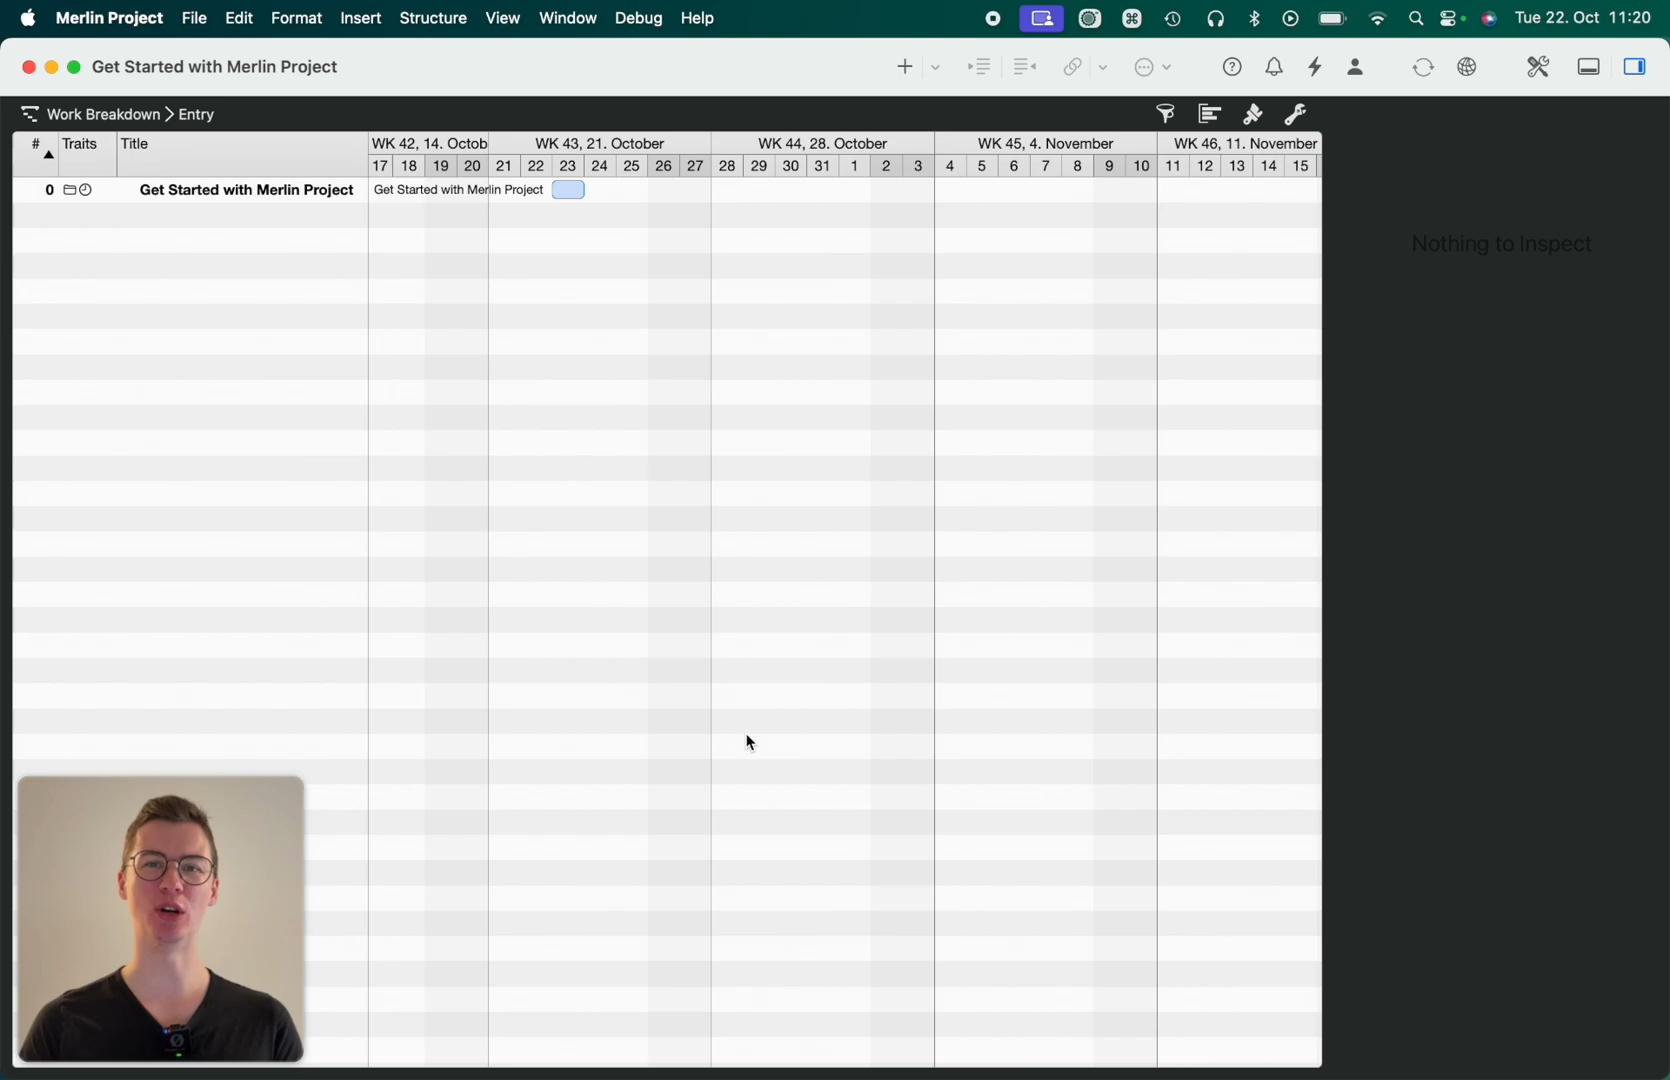 Merlin Project File Edit Format Insert Structure View Window Debug Help Tue 22. Oct 11:20
Get Started with Merlin Project
Work Breakdown > Entry
# Traits Title WK 42, 14. Octob WK 43, 21. October WK 44, 28. October WK 45, 4. November WK 46, 11. November
17 18 19 20 21 22 23 24 25 26 27 28 29 30 31 1 2 3 4 5 6 7 8 9 10 11 12 13 14 15
0 Get Started with Merlin Project Get Started with Merlin Project
Nothing to Inspect